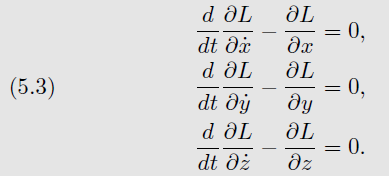 d/dt ∂L/∂ẋ − ∂L/∂x = 0,
(5.3) d/dt ∂L/∂ẏ − ∂L/∂y = 0,
d/dt ∂L/∂ż − ∂L/∂z = 0.